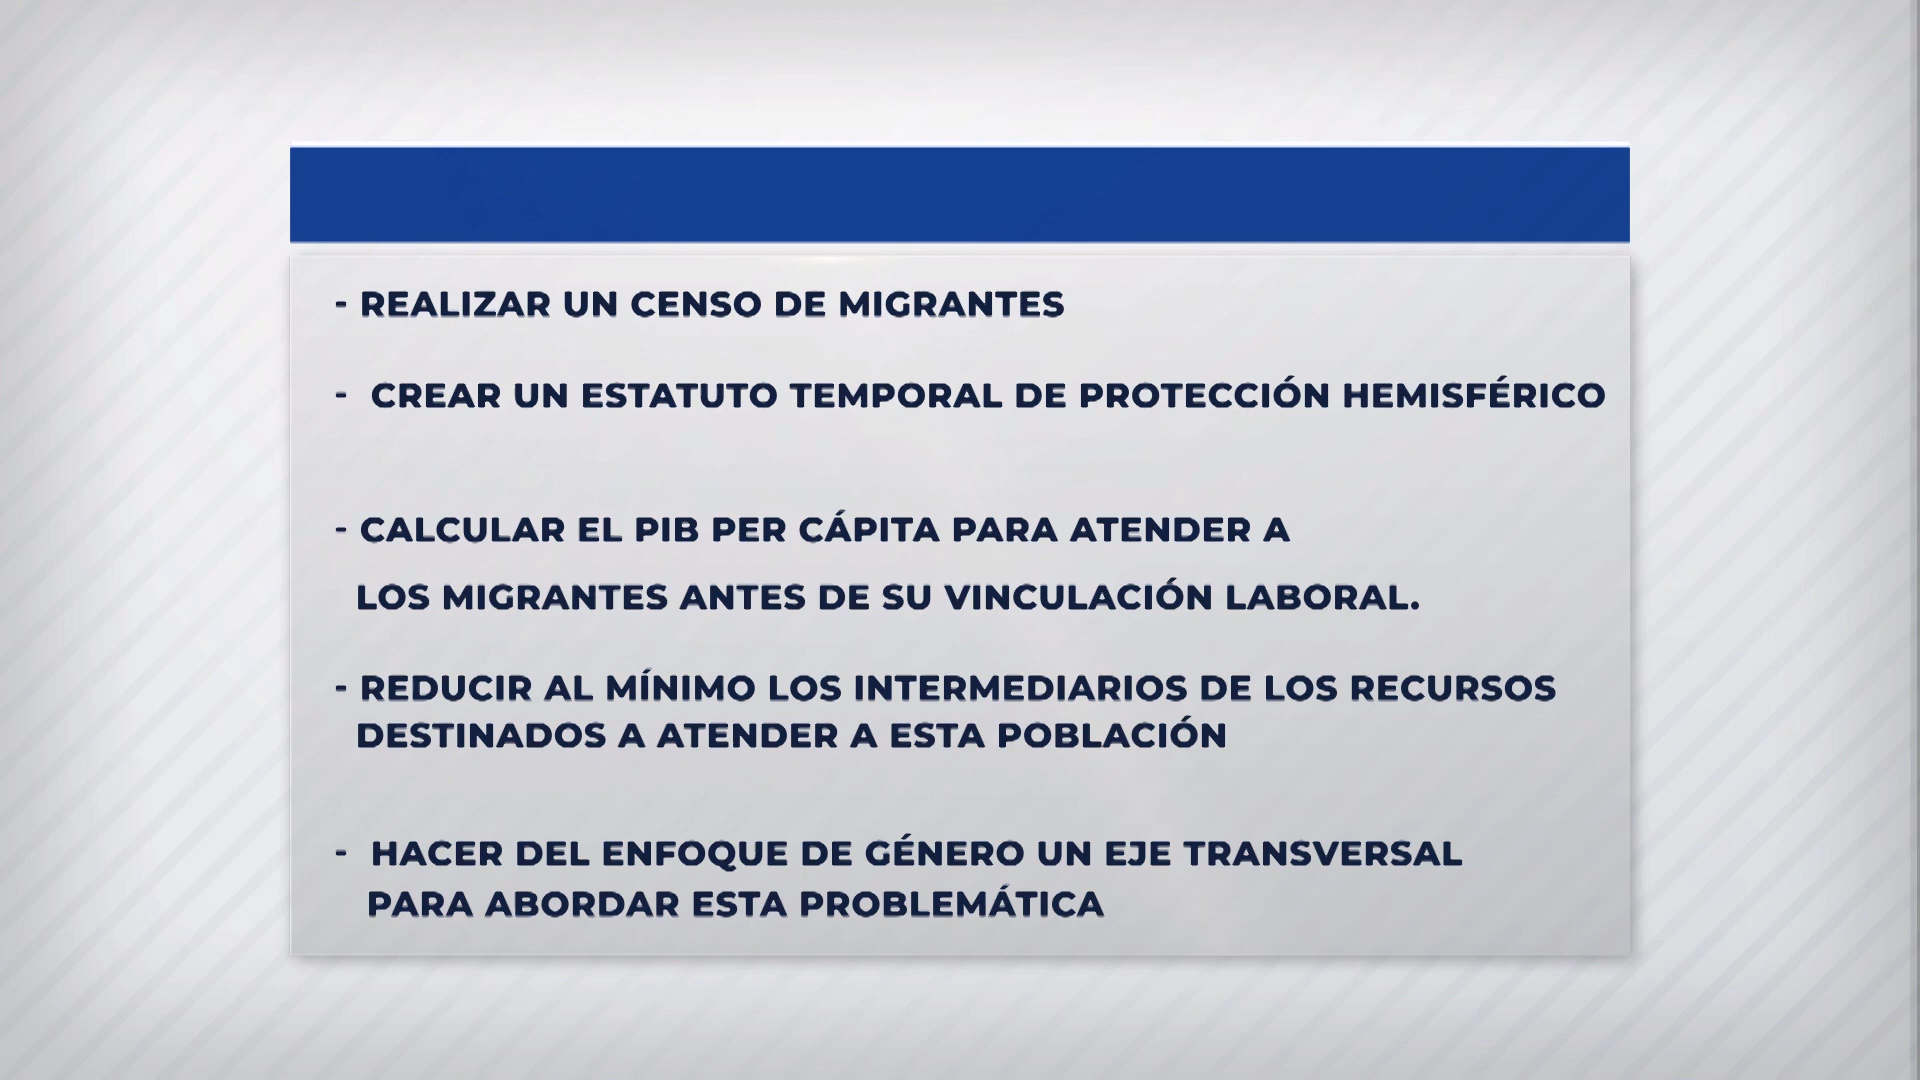 - REALIZAR UN CENSO DE MIGRANTES
- CREAR UN ESTATUTO TEMPORAL DE PROTECCIÓN HEMISFÉRICO
- CALCULAR EL PIB PER CÁPITA PARA ATENDER A
LOS MIGRANTES ANTES DE SU VINCULACIÓN LABORAL.
- REDUCIR AL MÍNIMO LOS INTERMEDIARIOS DE LOS RECURSOS
DESTINADOS A ATENDER A ESTA POBLACIÓN
- HACER DEL ENFOQUE DE GÉNERO UN EJE TRANSVERSAL
PARA ABORDAR ESTA PROBLEMÁTICA